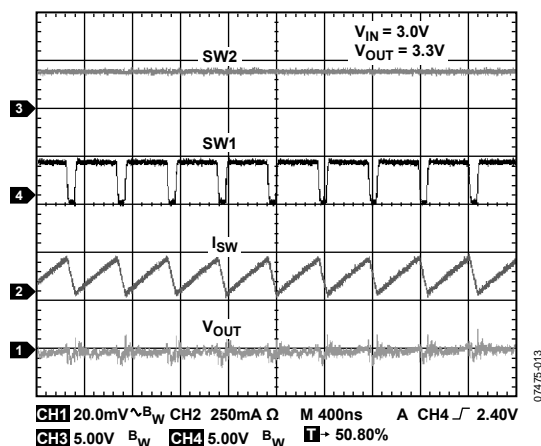 V_IN = 3.0V
V_OUT = 3.3V
SW2
3
SW1
4
I_SW
2
V_OUT
1
CH1 20.0mV ∿ B_W CH2 250mA Ω M 400ns A CH4 ⎍ 2.40V
CH3 5.00V B_W CH4 5.00V B_W T → 50.80%
07475-013